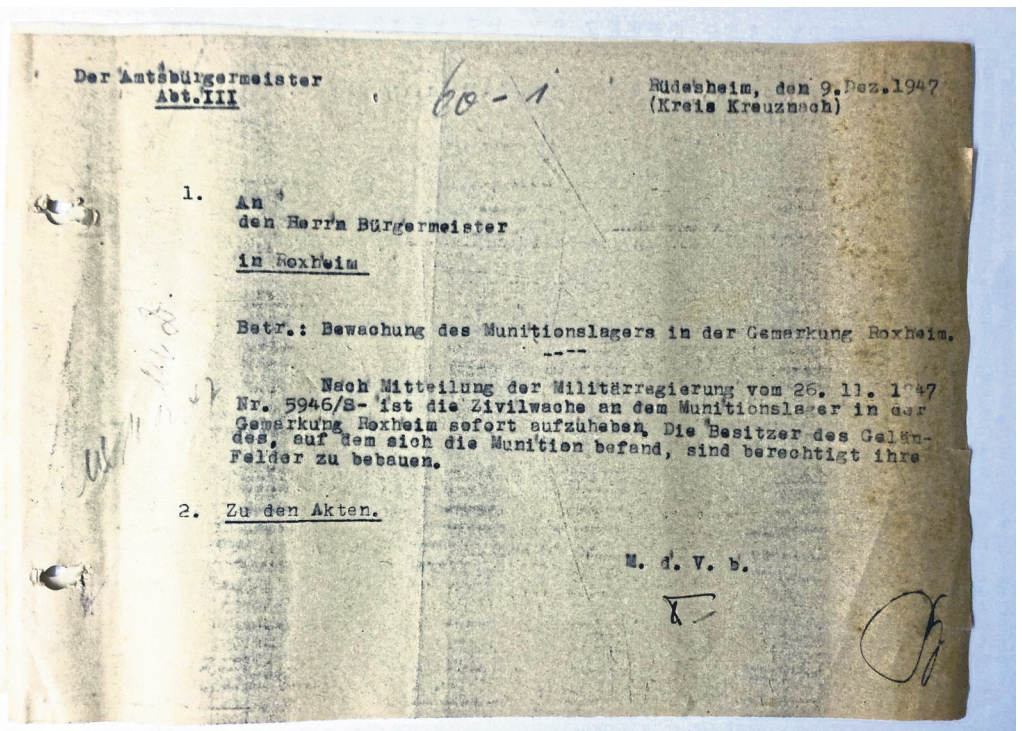 Der Amtsbürgermeister
Abt.III
60-1
Rüdesheim, den 9.Dez.1947
(Kreis Kreuznach)
1.
An
den Herrn Bürgermeister
in Roxheim
Betr.: Bewachung des Munitionslagers in der Gemarkung Roxheim.
----
Nach Mitteilung der Militärregierung vom 26. 11. 1947
Nr. 5946/S- ist die Zivilwache an dem Munitionslager in der
Gemarkung Roxheim sofort aufzuheben. Die Besitzer des Gelän-
des, auf dem sich die Munition befand, sind berechtigt ihre
Felder zu bebauen.
2. Zu den Akten.
M. d. V. b.